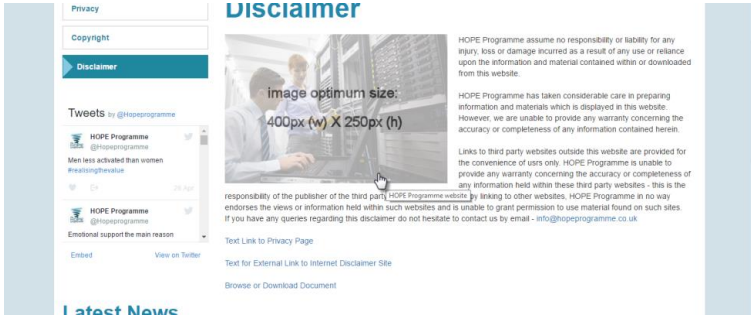 Privacy
Copyright
Disclaimer
Tweets by @Hopeprogramme
HOPE Programme
@Hopeprogramme
Men less activated than women
#realisingthevalue
26 Apr
HOPE Programme
@Hopeprogramme
Emotional support the main reason
Embed
View on Twitter
Latest News
Disclaimer
image optimum size:
400px (w) X 250px (h)
HOPE Programme website
HOPE Programme assume no responsibility or liability for any
injury, loss or damage incurred as a result of any use or reliance
upon the information and material contained within or downloaded
from this website.
HOPE Programme has taken considerable care in preparing
information and materials which is displayed in this website.
However, we are unable to provide any warranty concerning the
accuracy or completeness of any information contained herein.
Links to third party websites outside this website are provided for
the convenience of usrs only. HOPE Programme is unable to
provide any warranty concerning the accuracy or completeness of
any information held within these third party websites - this is the
responsibility of the publisher of the third party by linking to other websites, HOPE Programme in no way
endorses the views or information held within such websites and is unable to grant permission to use material found on such sites.
If you have any queries regarding this disclaimer do not hesitate to contact us by email - info@hopeprogramme.co.uk
Text Link to Privacy Page
Text for External Link to Internet Disclaimer Site
Browse or Download Document